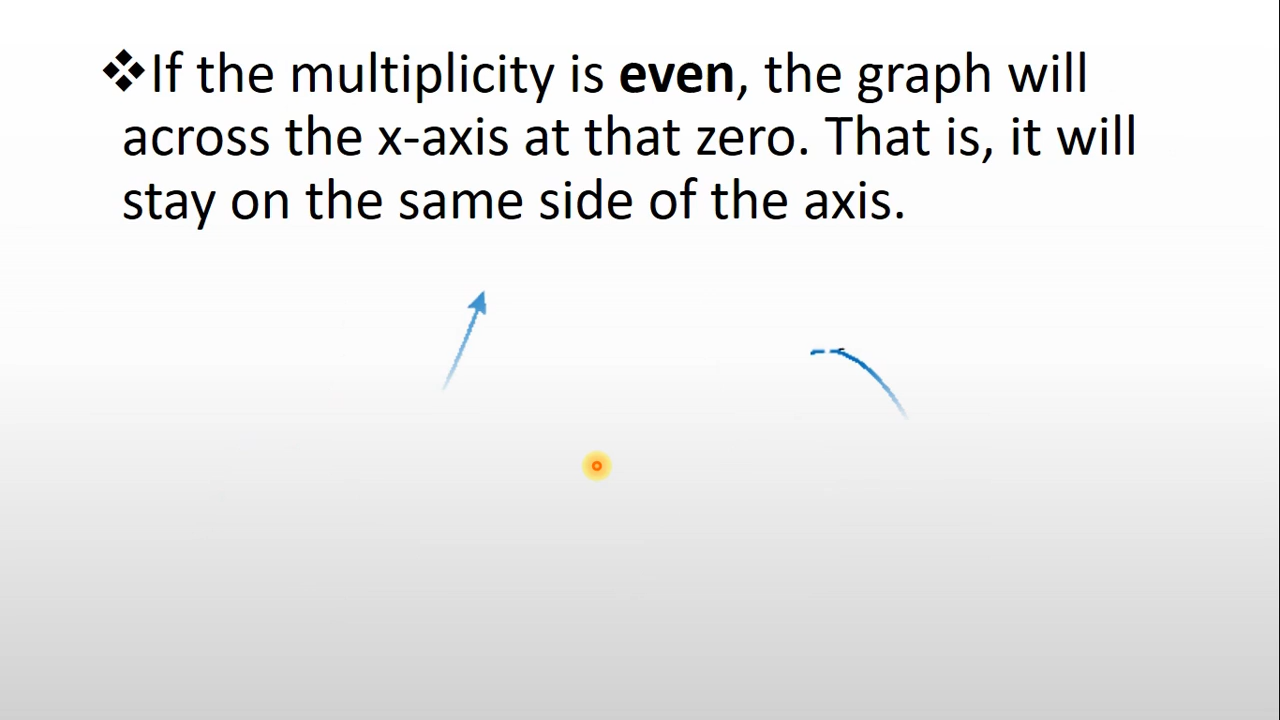 ❖If the multiplicity is even, the graph will
across the x-axis at that zero. That is, it will
stay on the same side of the axis.